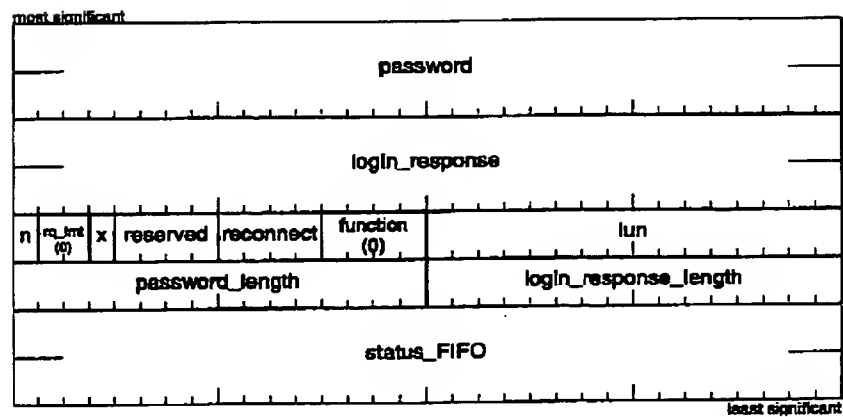 most significant
password
login_response
n rq_fmt (0) x reserved reconnect function (0) lun
password_length login_response_length
status_FIFO
least significant